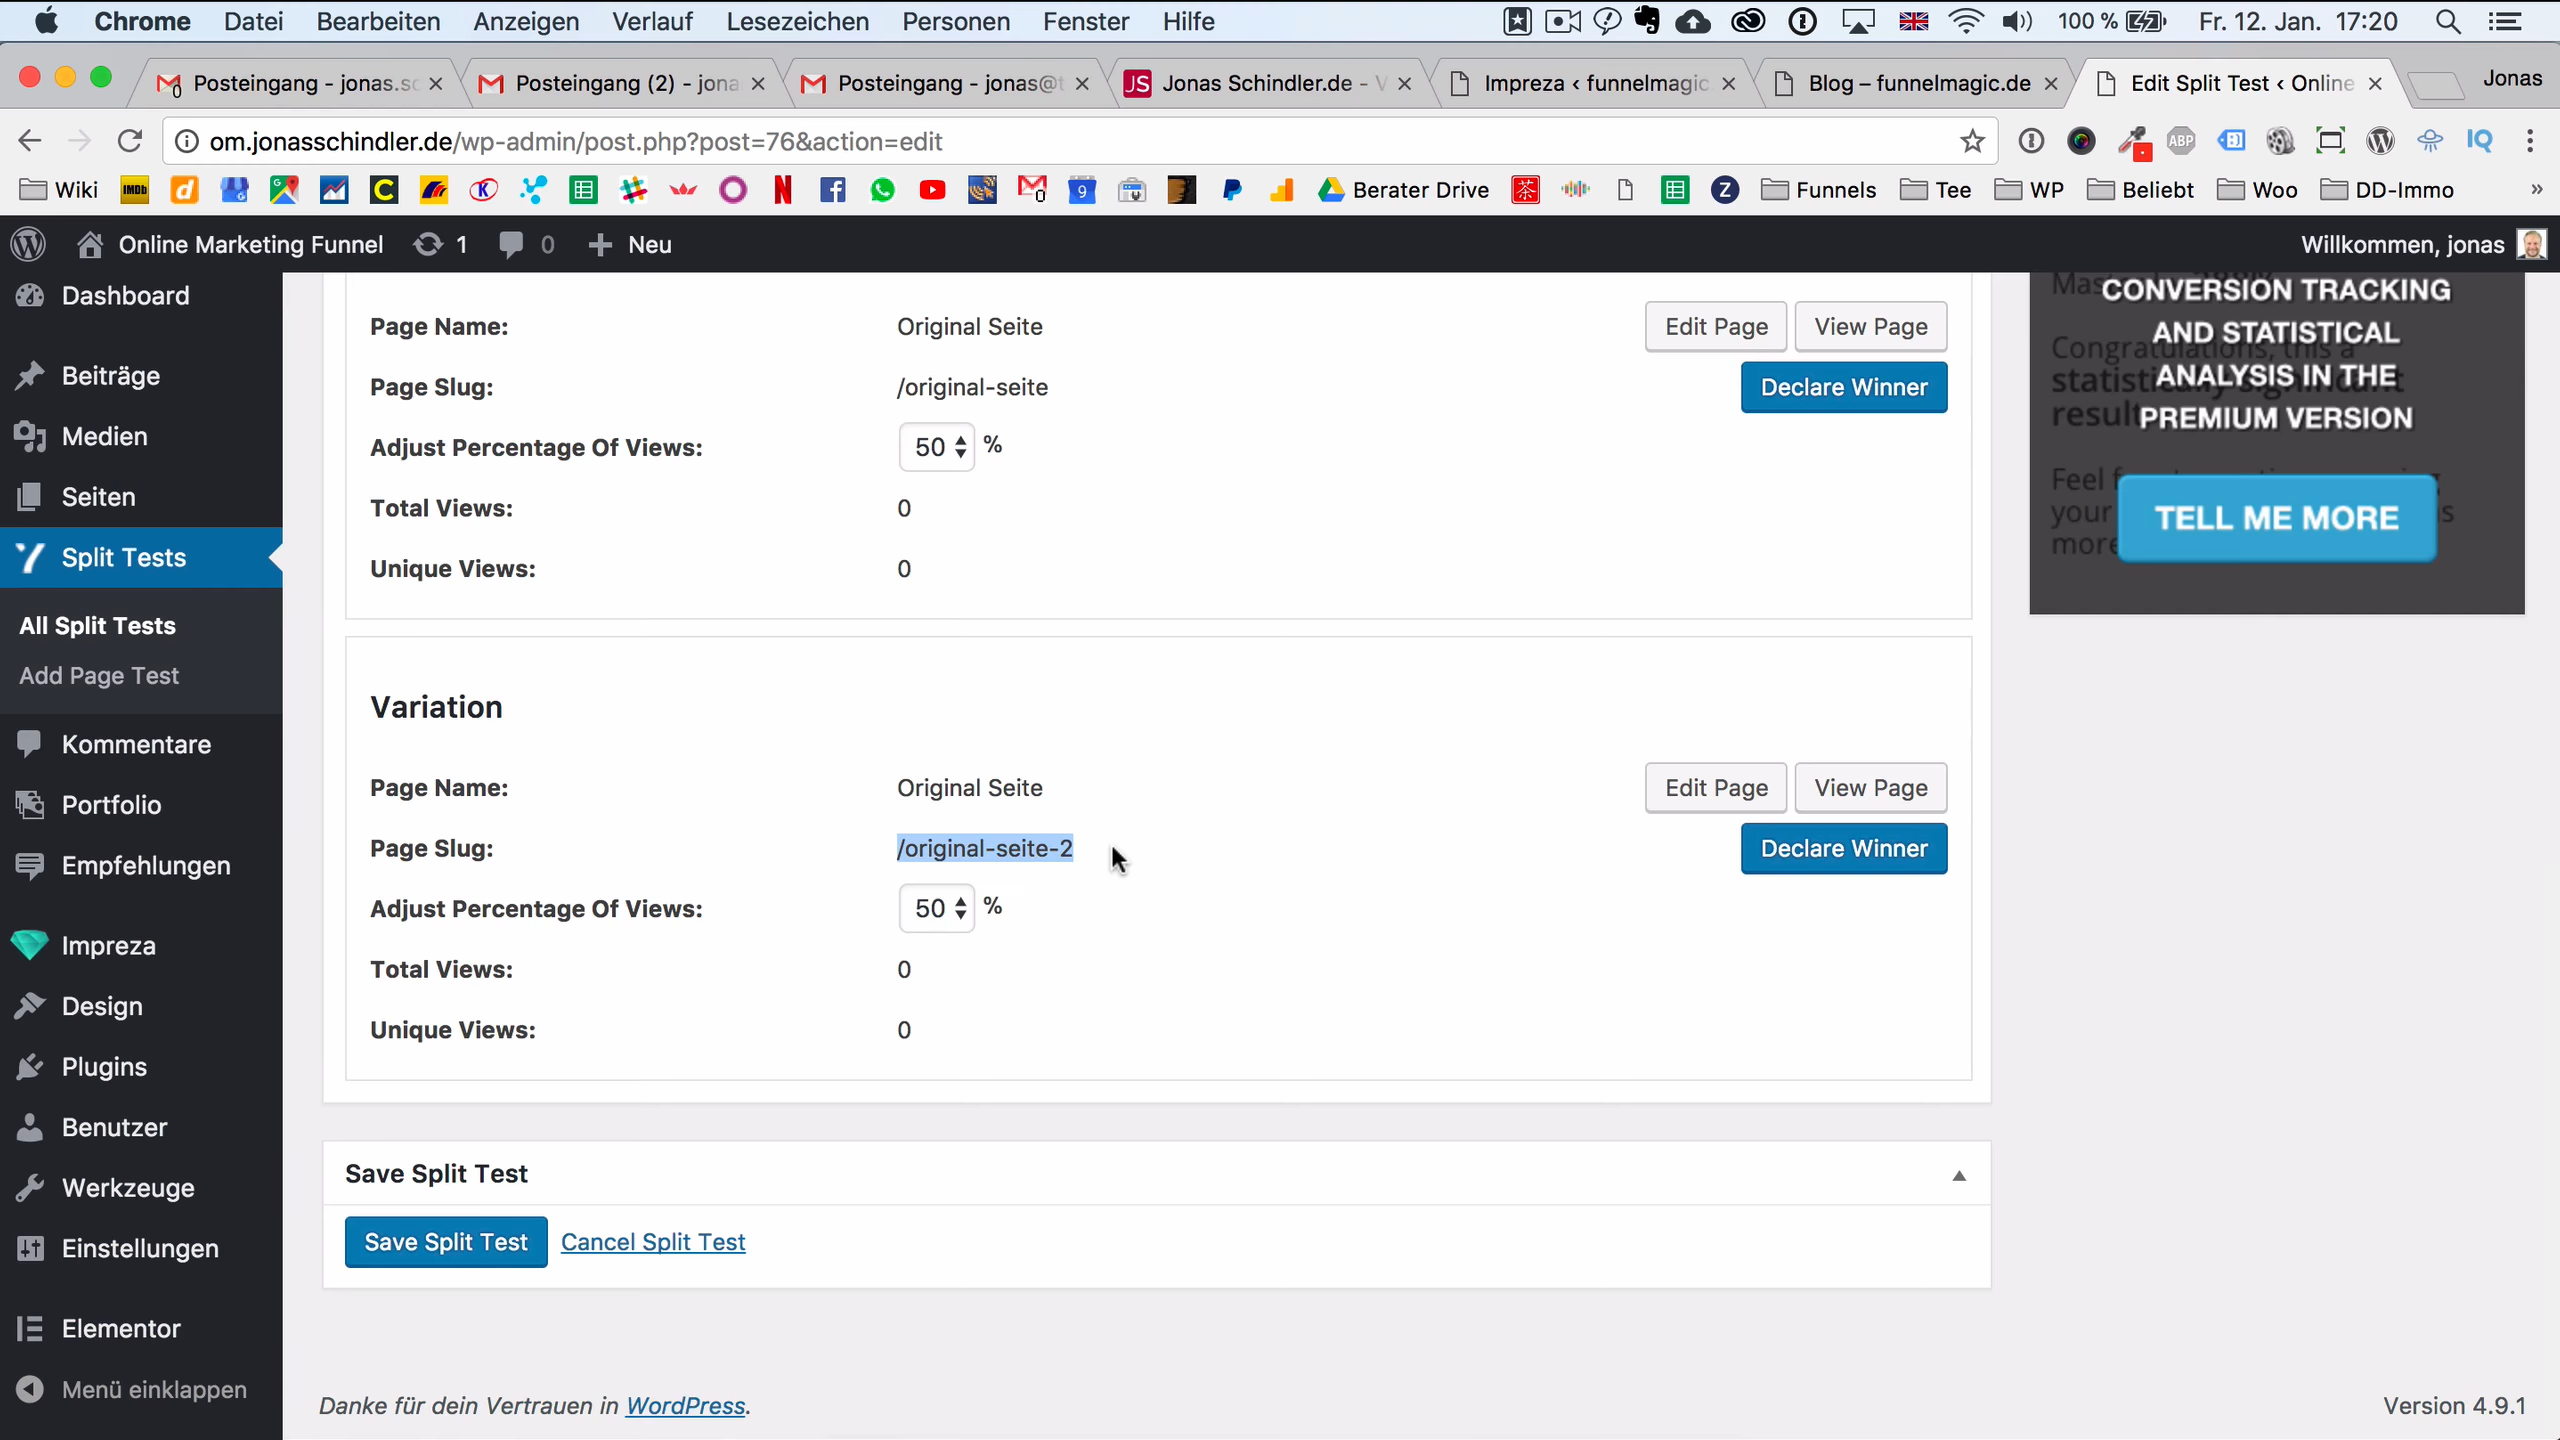 Chrome Datei Bearbeiten Anzeigen Verlauf Lesezeichen Personen Fenster Hilfe 100 % Fr. 12. Jan. 17:20
Posteingang - jonas.sc Posteingang (2) - jona Posteingang - jonas@t JS Jonas Schindler.de - V Impreza ‹ funnelmagic Blog – funnelmagic.de Edit Split Test ‹ Online Jonas
om.jonasschindler.de/wp-admin/post.php?post=76&action=edit ABP IQ
Wiki IMDb Berater Drive Funnels Tee WP Beliebt Woo DD-Immo »
Online Marketing Funnel 1 0 + Neu Willkommen, jonas
Dashboard
Beiträge
Medien
Seiten
Split Tests
All Split Tests
Add Page Test
Kommentare
Portfolio
Empfehlungen
Impreza
Design
Plugins
Benutzer
Werkzeuge
Einstellungen
Elementor
Menü einklappen
Page Name: Original Seite Edit Page View Page
Page Slug: /original-seite Declare Winner
Adjust Percentage Of Views: 50 %
Total Views: 0
Unique Views: 0
Variation
Page Name: Original Seite Edit Page View Page
Page Slug: /original-seite-2 Declare Winner
Adjust Percentage Of Views: 50 %
Total Views: 0
Unique Views: 0
Save Split Test
Save Split Test Cancel Split Test
Danke für dein Vertrauen in WordPress.
Version 4.9.1
CONVERSION TRACKING
AND STATISTICAL
ANALYSIS IN THE
PREMIUM VERSION
TELL ME MORE